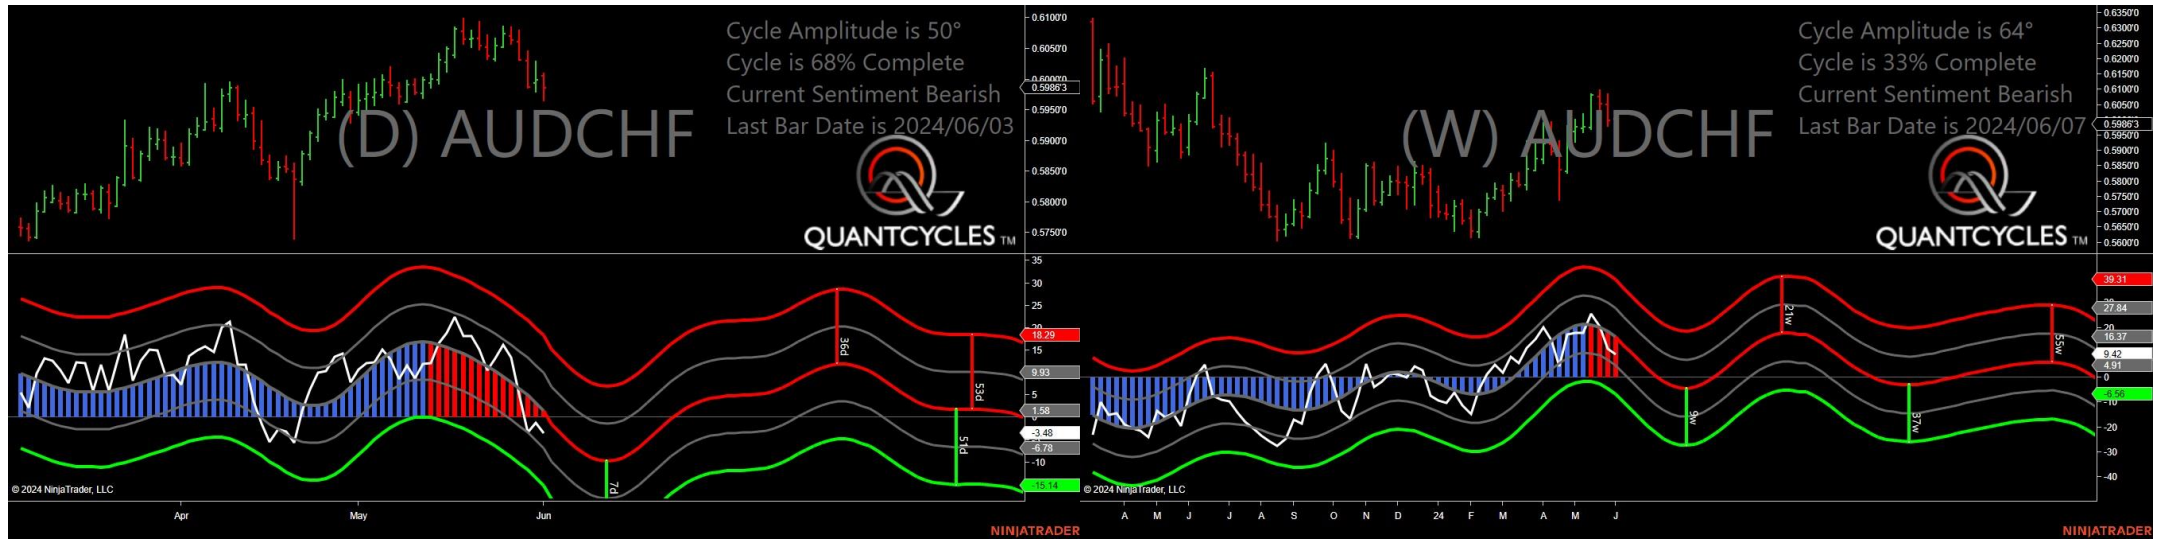 Cycle Amplitude is 50°
Cycle is 68% Complete
Current Sentiment Bearish
Last Bar Date is 2024/06/03
(D) AUDCHF
QUANTCYCLES TM
0.6100'0
0.6050'0
0.6000'0
0.5986'3
0.5950'0
0.5900'0
0.5850'0
0.5800'0
0.5750'0
35
30
25
20
18.29
15
9.93
5
1.58
-3.48
-6.78
-10
-15.14
36d
53d
51d
7d
© 2024 NinjaTrader, LLC
Apr May Jun
NINJATRADER
Cycle Amplitude is 64°
Cycle is 33% Complete
Current Sentiment Bearish
Last Bar Date is 2024/06/07
(W) AUDCHF
QUANTCYCLES TM
0.6350'0
0.6300'0
0.6250'0
0.6200'0
0.6150'0
0.6100'0
0.6050'0
0.5986'3
0.5950'0
0.5900'0
0.5850'0
0.5800'0
0.5750'0
0.5700'0
0.5650'0
0.5600'0
39.31
27.84
20
16.37
9.42
4.91
0
-6.56
-10
-20
-30
-40
21w
55w
9w
87w
© 2024 NinjaTrader, LLC
A M J J A S O N D 24 F M A M J
NINJATRADER